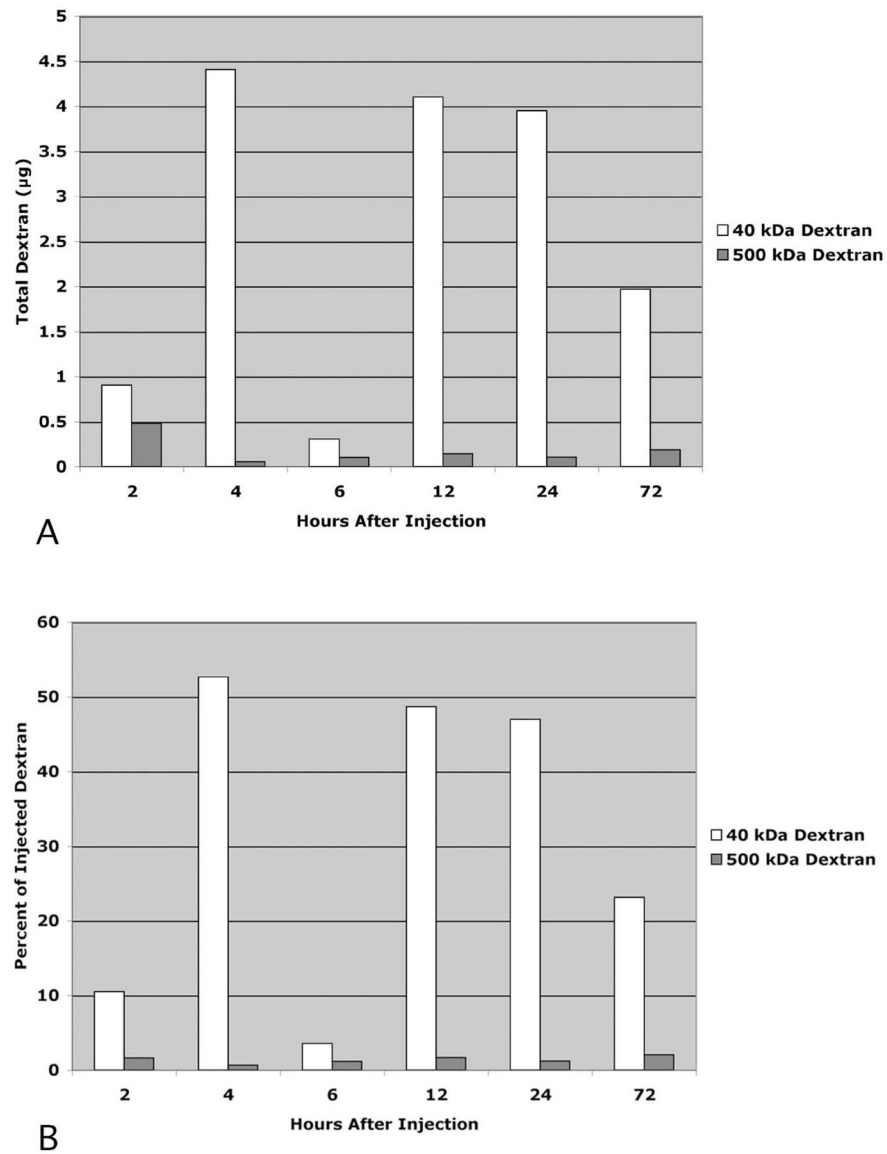 5
4.5
4
3.5
3
2.5
2
1.5
1
0.5
0
Total Dextran (µg)
2 4 6 12 24 72
Hours After Injection
40 kDa Dextran
500 kDa Dextran
A
60
50
40
30
20
10
0
Percent of Injected Dextran
2 4 6 12 24 72
Hours After Injection
40 kDa Dextran
500 kDa Dextran
B